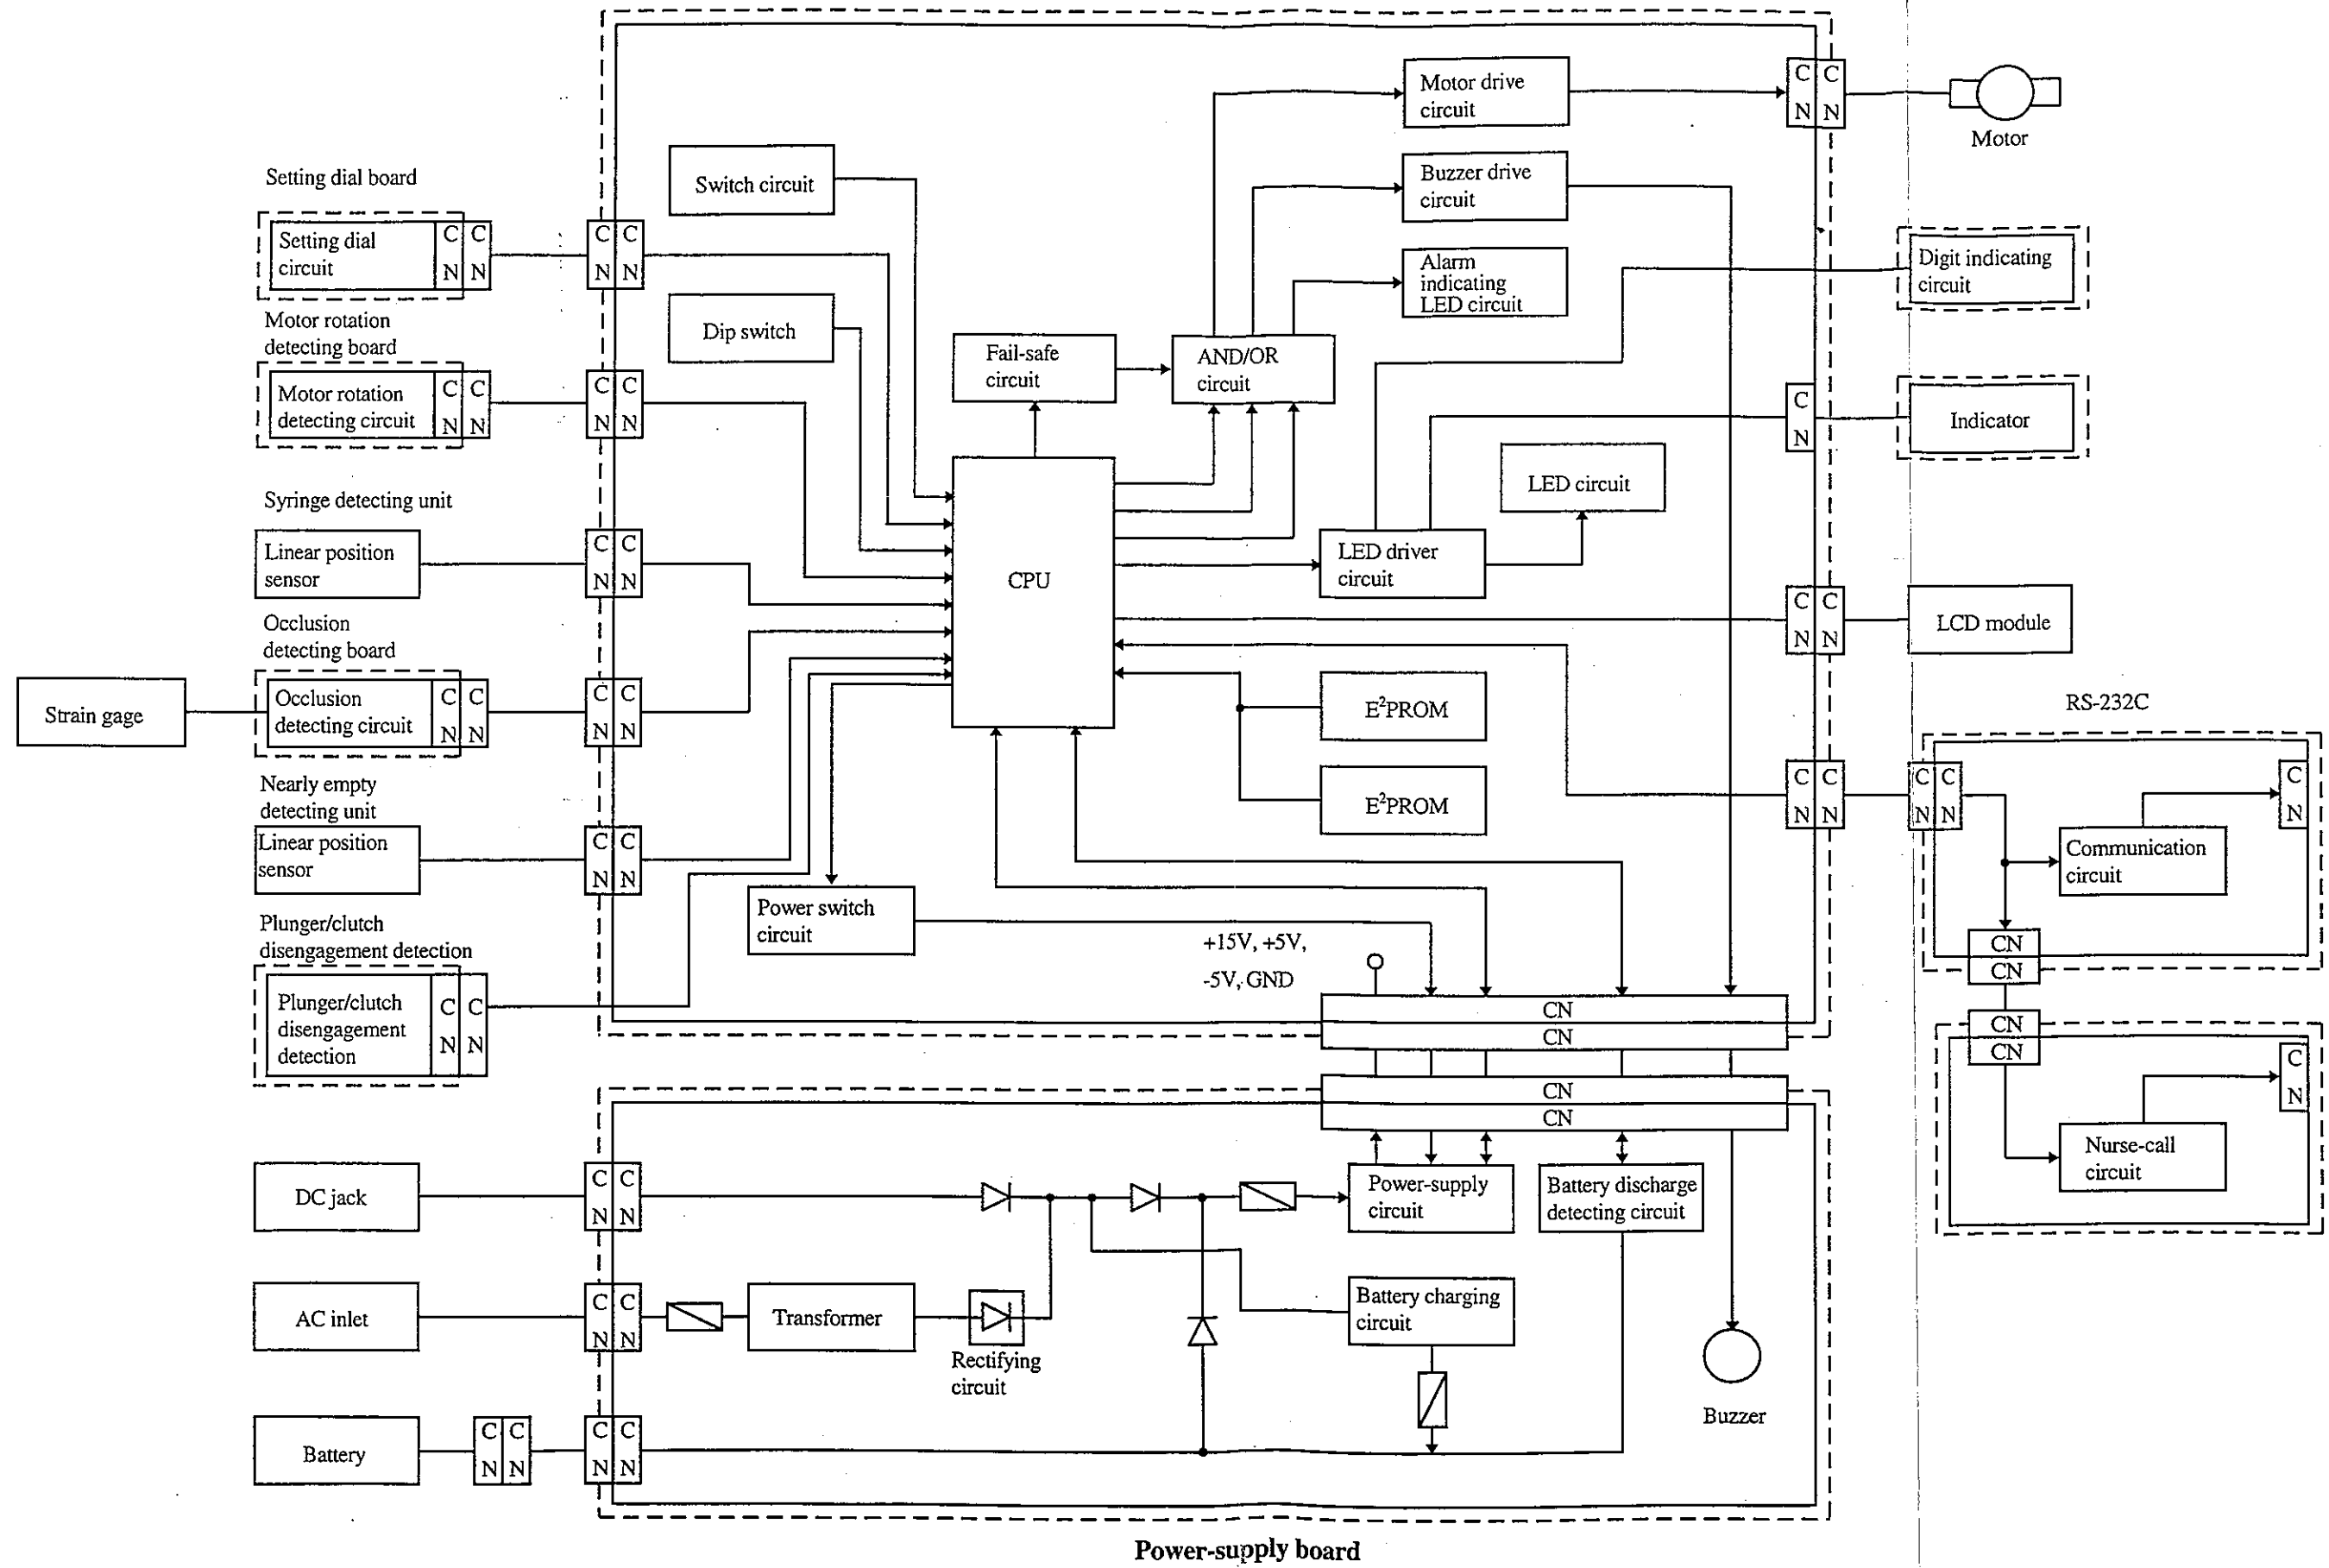 Motor drive
circuit
C C
N N
Motor
Switch circuit
Buzzer drive
circuit
Setting dial board
Setting dial
circuit
C C
N N
C C
N N
Alarm
indicating
LED circuit
Digit indicating
circuit
Motor rotation
detecting board
Dip switch
Fail-safe
circuit
AND/OR
circuit
Motor rotation
detecting circuit
C C
N N
C C
N N
C
N
Indicator
Syringe detecting unit
LED circuit
Linear position
sensor
C C
N N
CPU
LED driver
circuit
C C
N N
LCD module
Occlusion
detecting board
Strain gage
Occlusion
detecting circuit
C C
N N
C C
N N
E²PROM
RS-232C
Nearly empty
detecting unit
E²PROM
C C
N N
C C
N N
C
N
Linear position
sensor
C C
N N
Communication
circuit
Power switch
circuit
Plunger/clutch
disengagement detection
+15V, +5V,
-5V, GND
CN
CN
Plunger/clutch
disengagement
detection
C C
N N
CN
CN
CN
CN
C
N
CN
CN
Nurse-call
circuit
DC jack
C C
N N
Power-supply
circuit
Battery discharge
detecting circuit
AC inlet
C C
N N
Transformer
Rectifying
circuit
Battery charging
circuit
Buzzer
Battery
C C
N N
C C
N N
Power-supply board